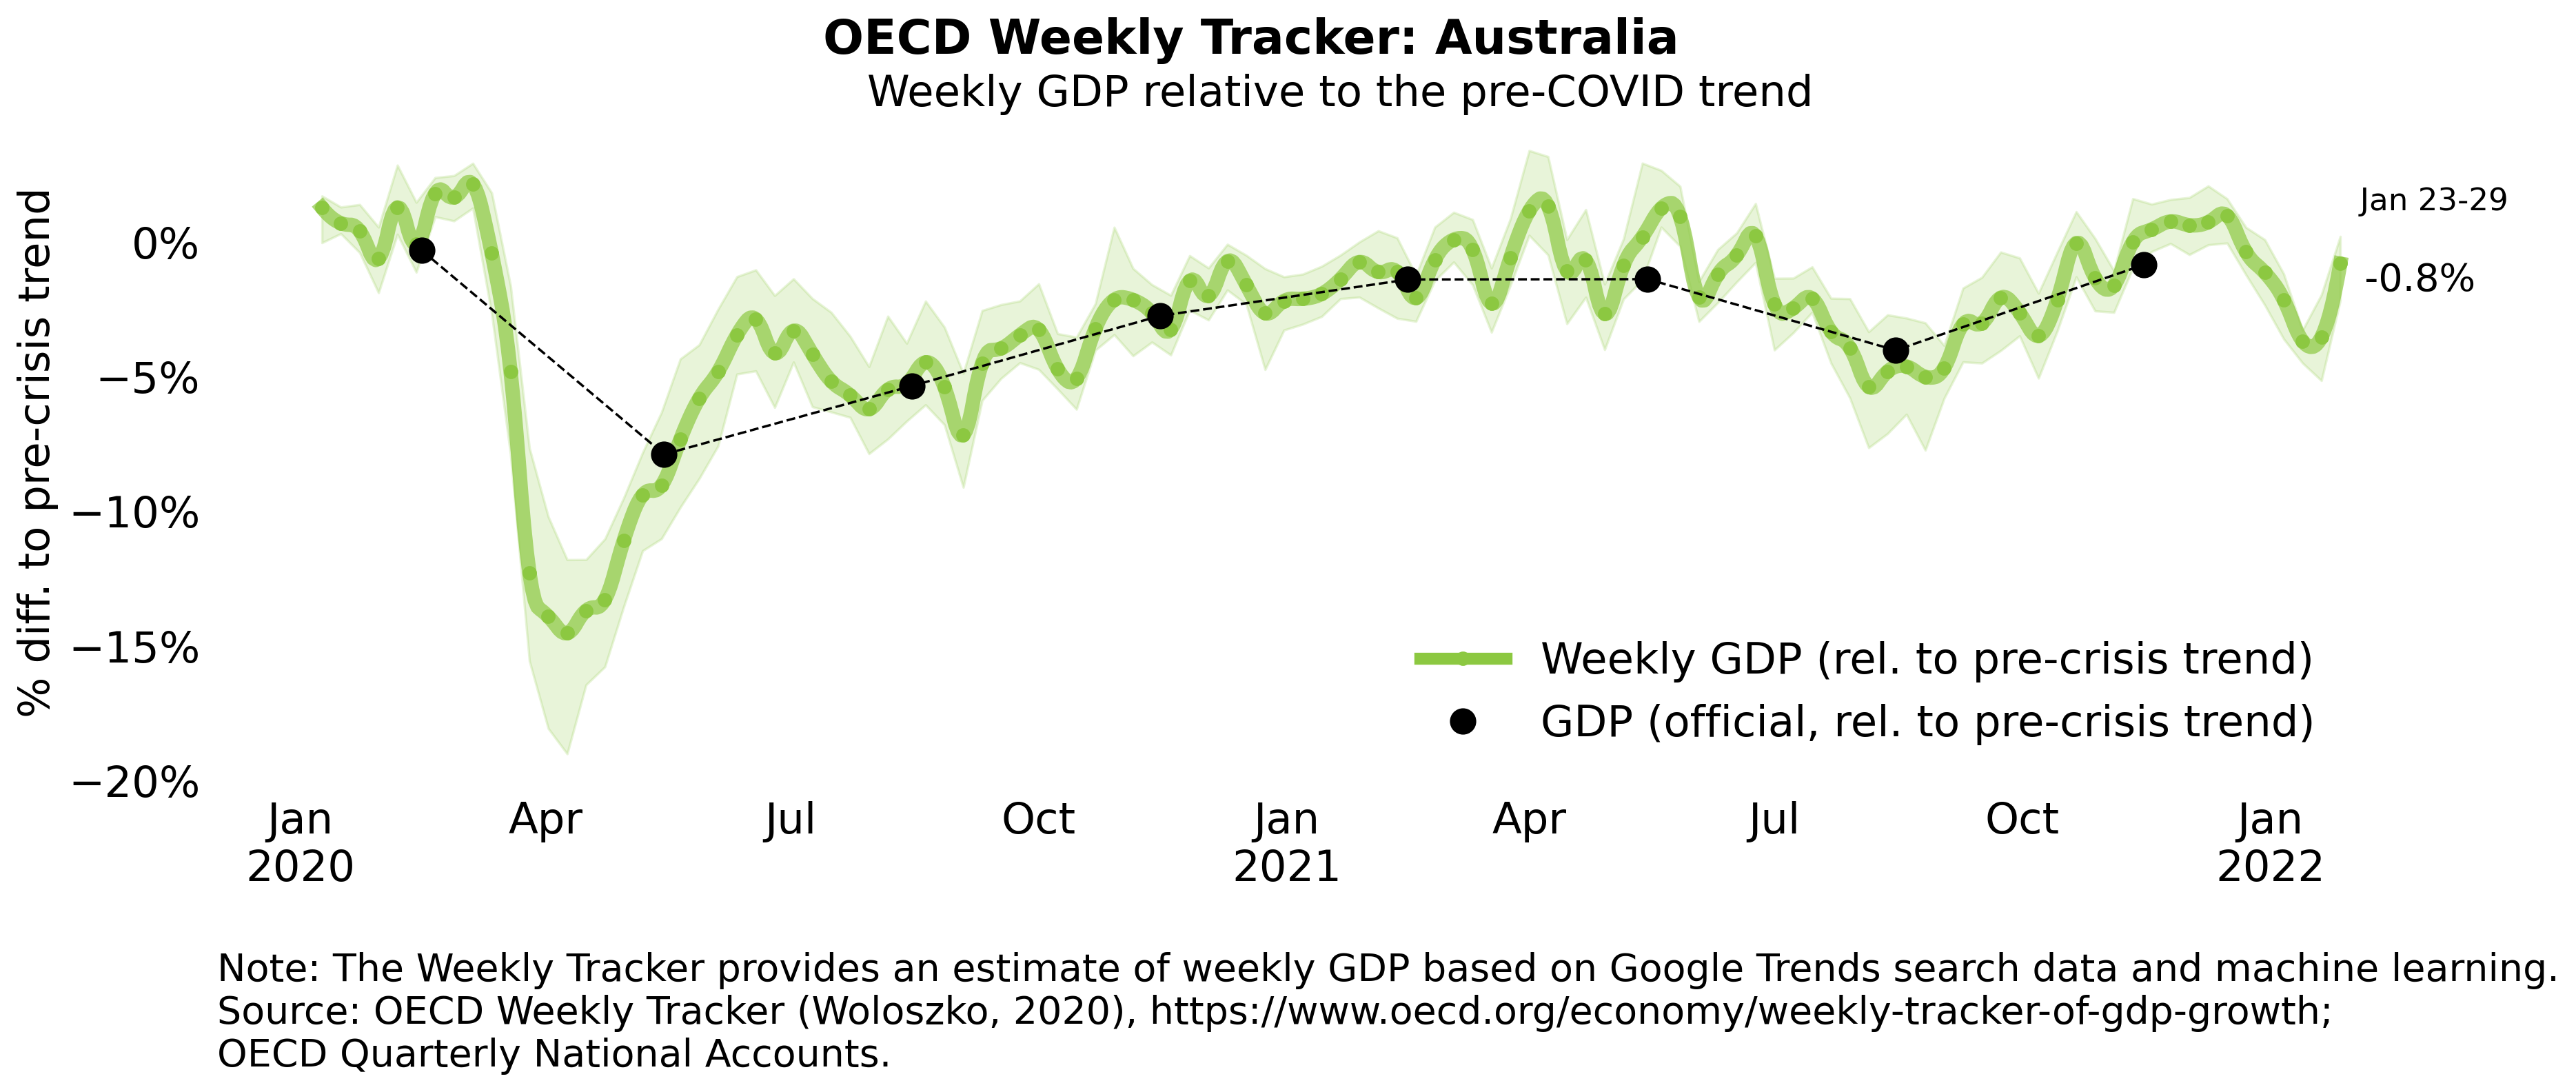 OECD Weekly Tracker: Australia
Weekly GDP relative to the pre-COVID trend
% diff. to pre-crisis trend
0%
−5%
−10%
−15%
−20%
Jan 23-29
-0.8%
Weekly GDP (rel. to pre-crisis trend)
GDP (official, rel. to pre-crisis trend)
Jan Apr Jul Oct Jan Apr Jul Oct Jan
2020 2021 2022
Note: The Weekly Tracker provides an estimate of weekly GDP based on Google Trends search data and machine learning.
Source: OECD Weekly Tracker (Woloszko, 2020), https://www.oecd.org/economy/weekly-tracker-of-gdp-growth;
OECD Quarterly National Accounts.